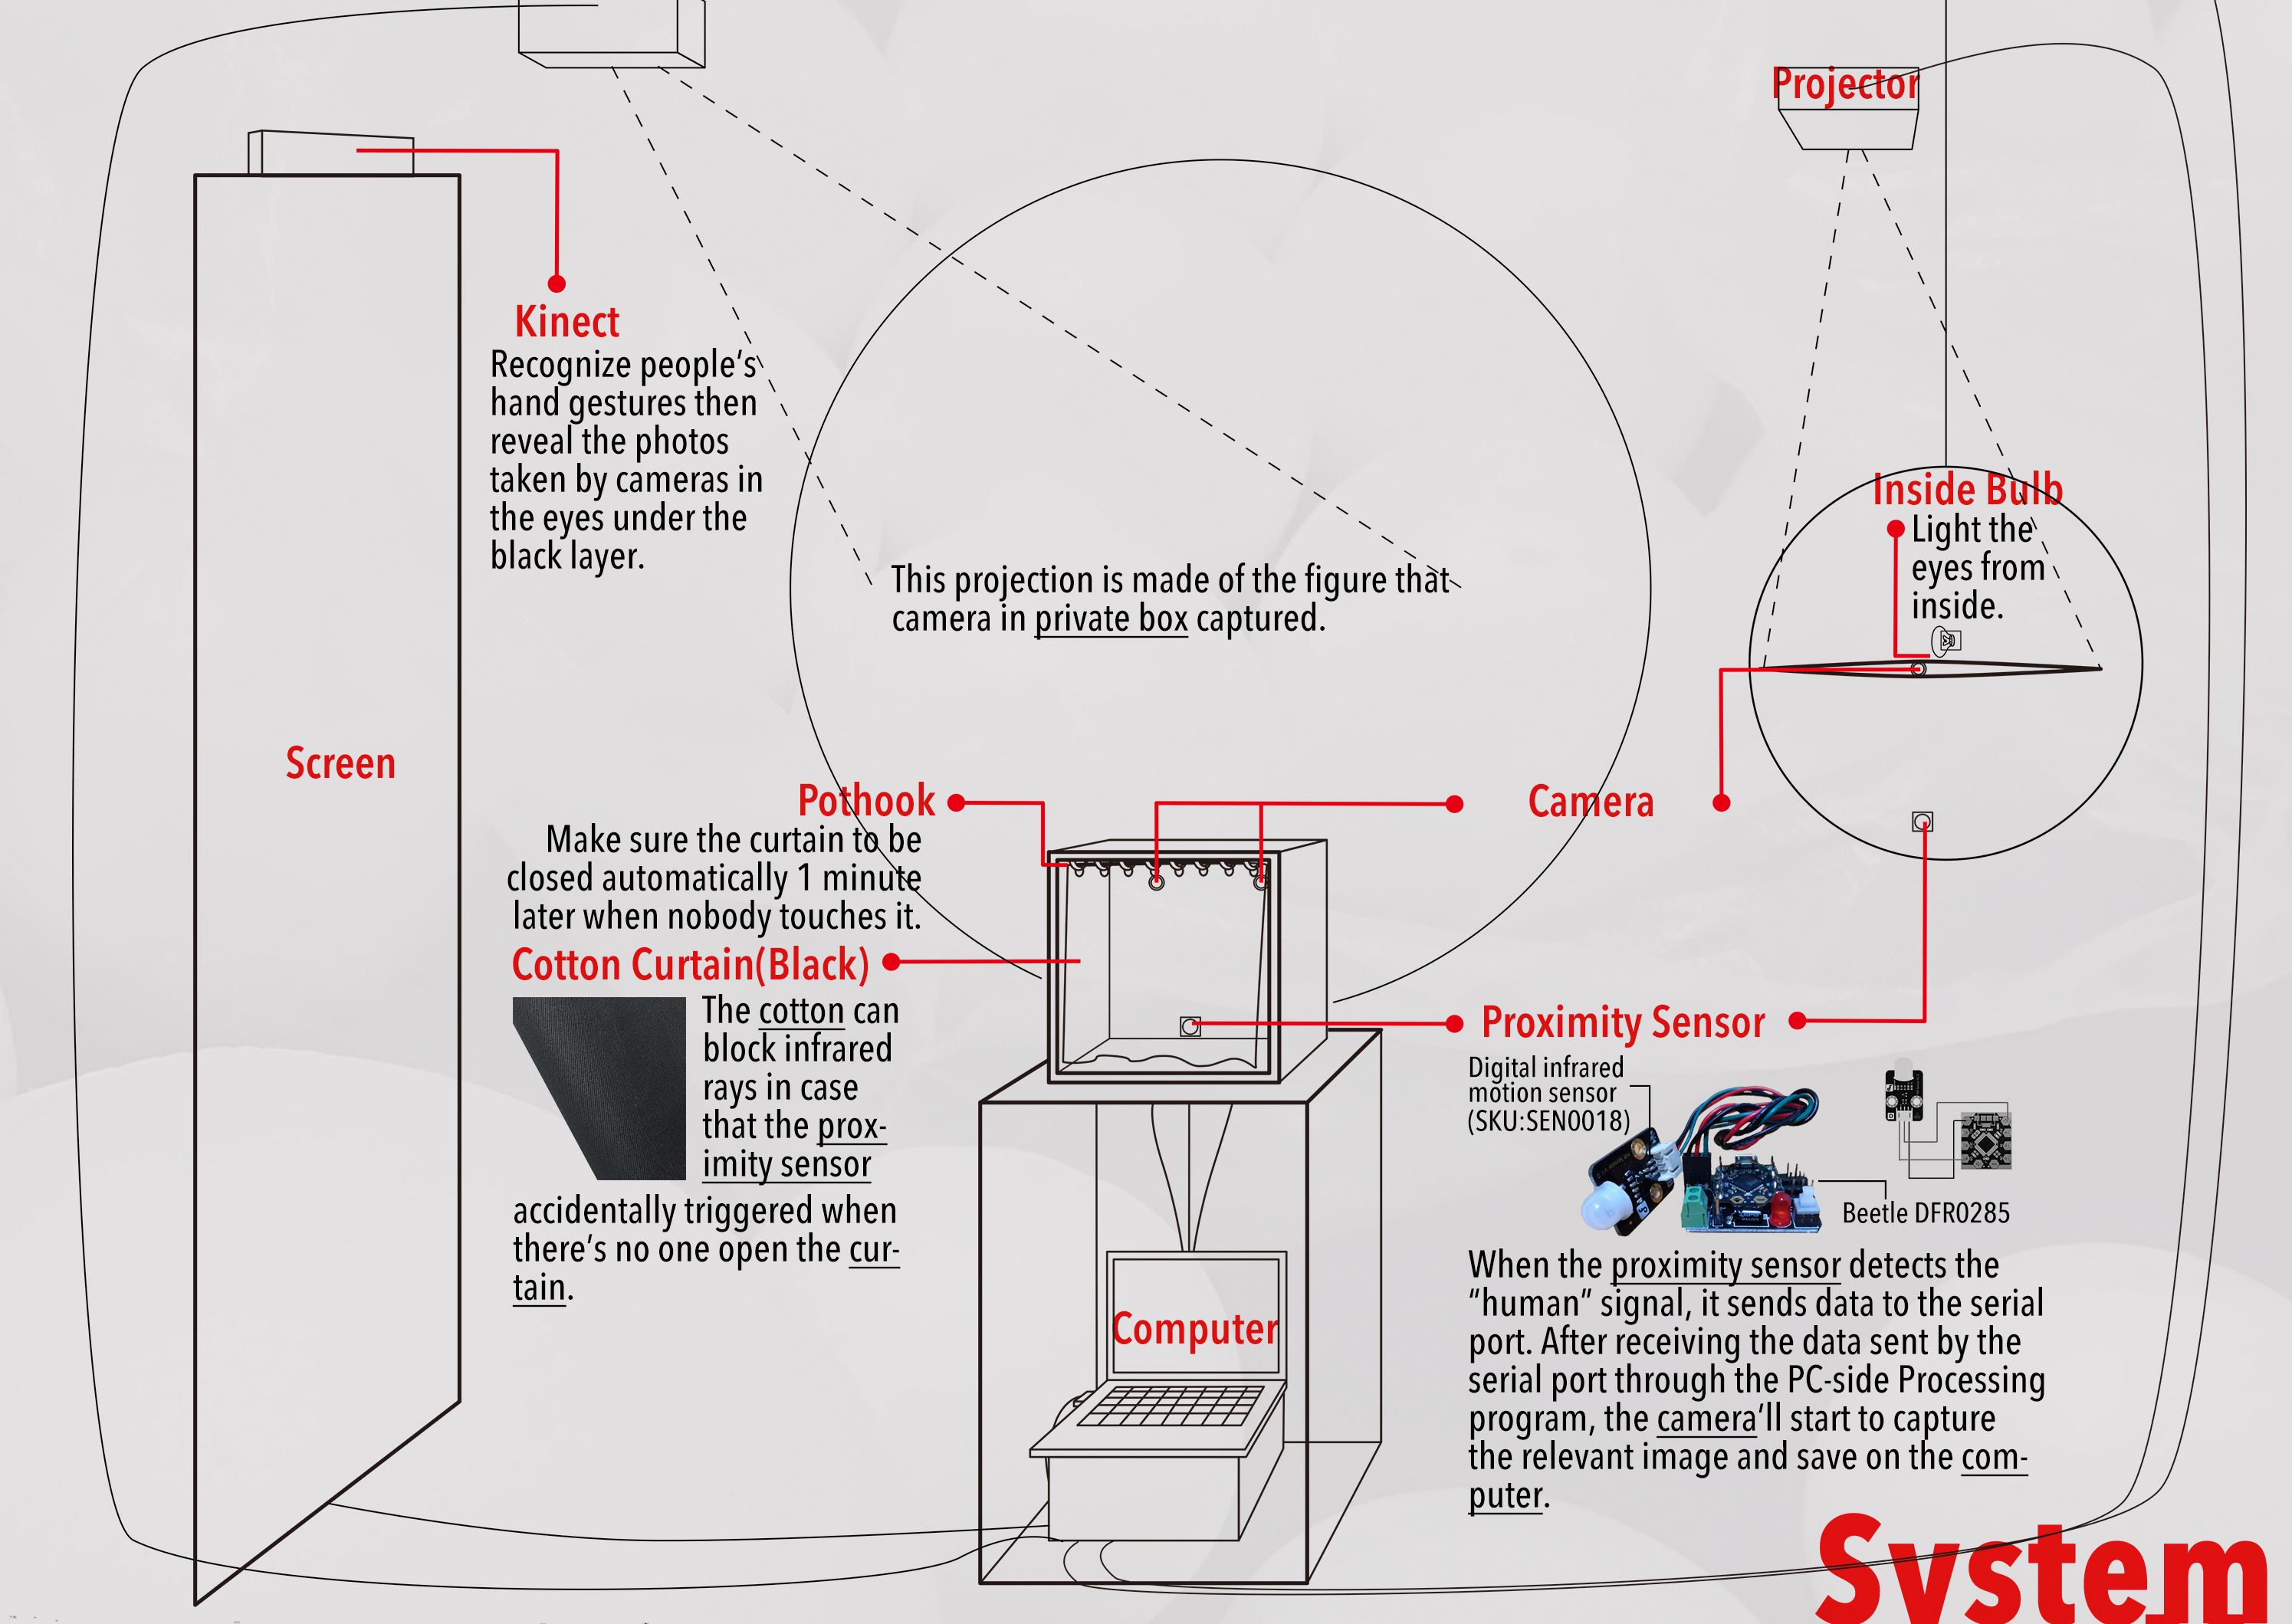 Projector
Kinect
Recognize people's
hand gestures then
reveal the photos
taken by cameras in
the eyes under the
black layer.
Inside Bulb
Light the
eyes from
inside.
This projection is made of the figure that
camera in private box captured.
Screen
Pothook
Make sure the curtain to be
closed automatically 1 minute
later when nobody touches it.
Camera
Cotton Curtain(Black)
The cotton can
block infrared
rays in case
that the prox-
imity sensor
accidentally triggered when
there's no one open the cur-
tain.
Proximity Sensor
Digital infrared
motion sensor
(SKU:SEN0018)
Beetle DFR0285
When the proximity sensor detects the
“human” signal, it sends data to the serial
port. After receiving the data sent by the
serial port through the PC-side Processing
program, the camera'll start to capture
the relevant image and save on the com-
puter.
Computer
System